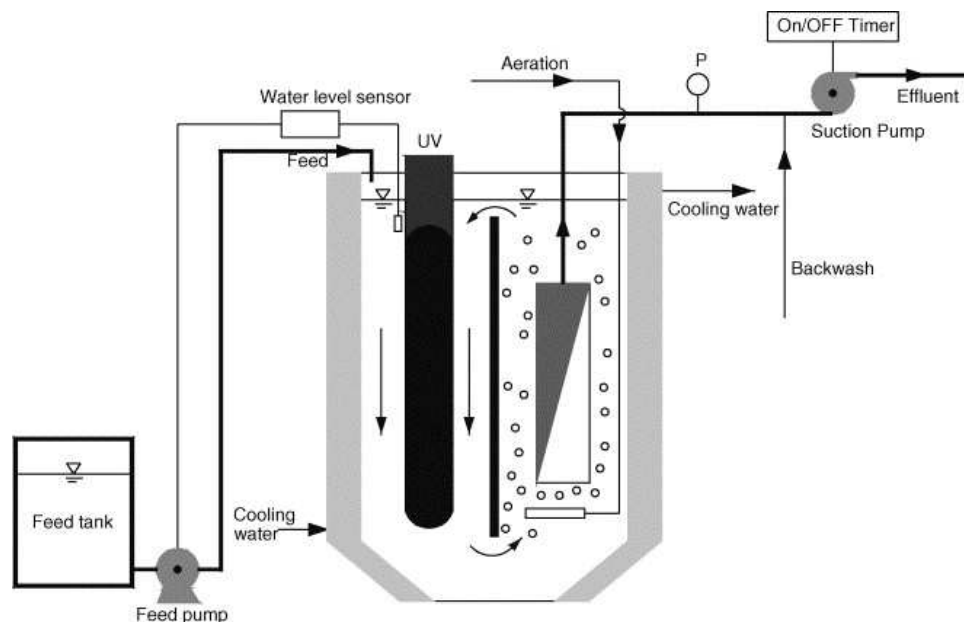 On/OFF Timer
Aeration
P
Effluent
Water level sensor
Suction Pump
UV
Feed
Cooling water
Backwash
Feed tank
Cooling
water
Feed pump